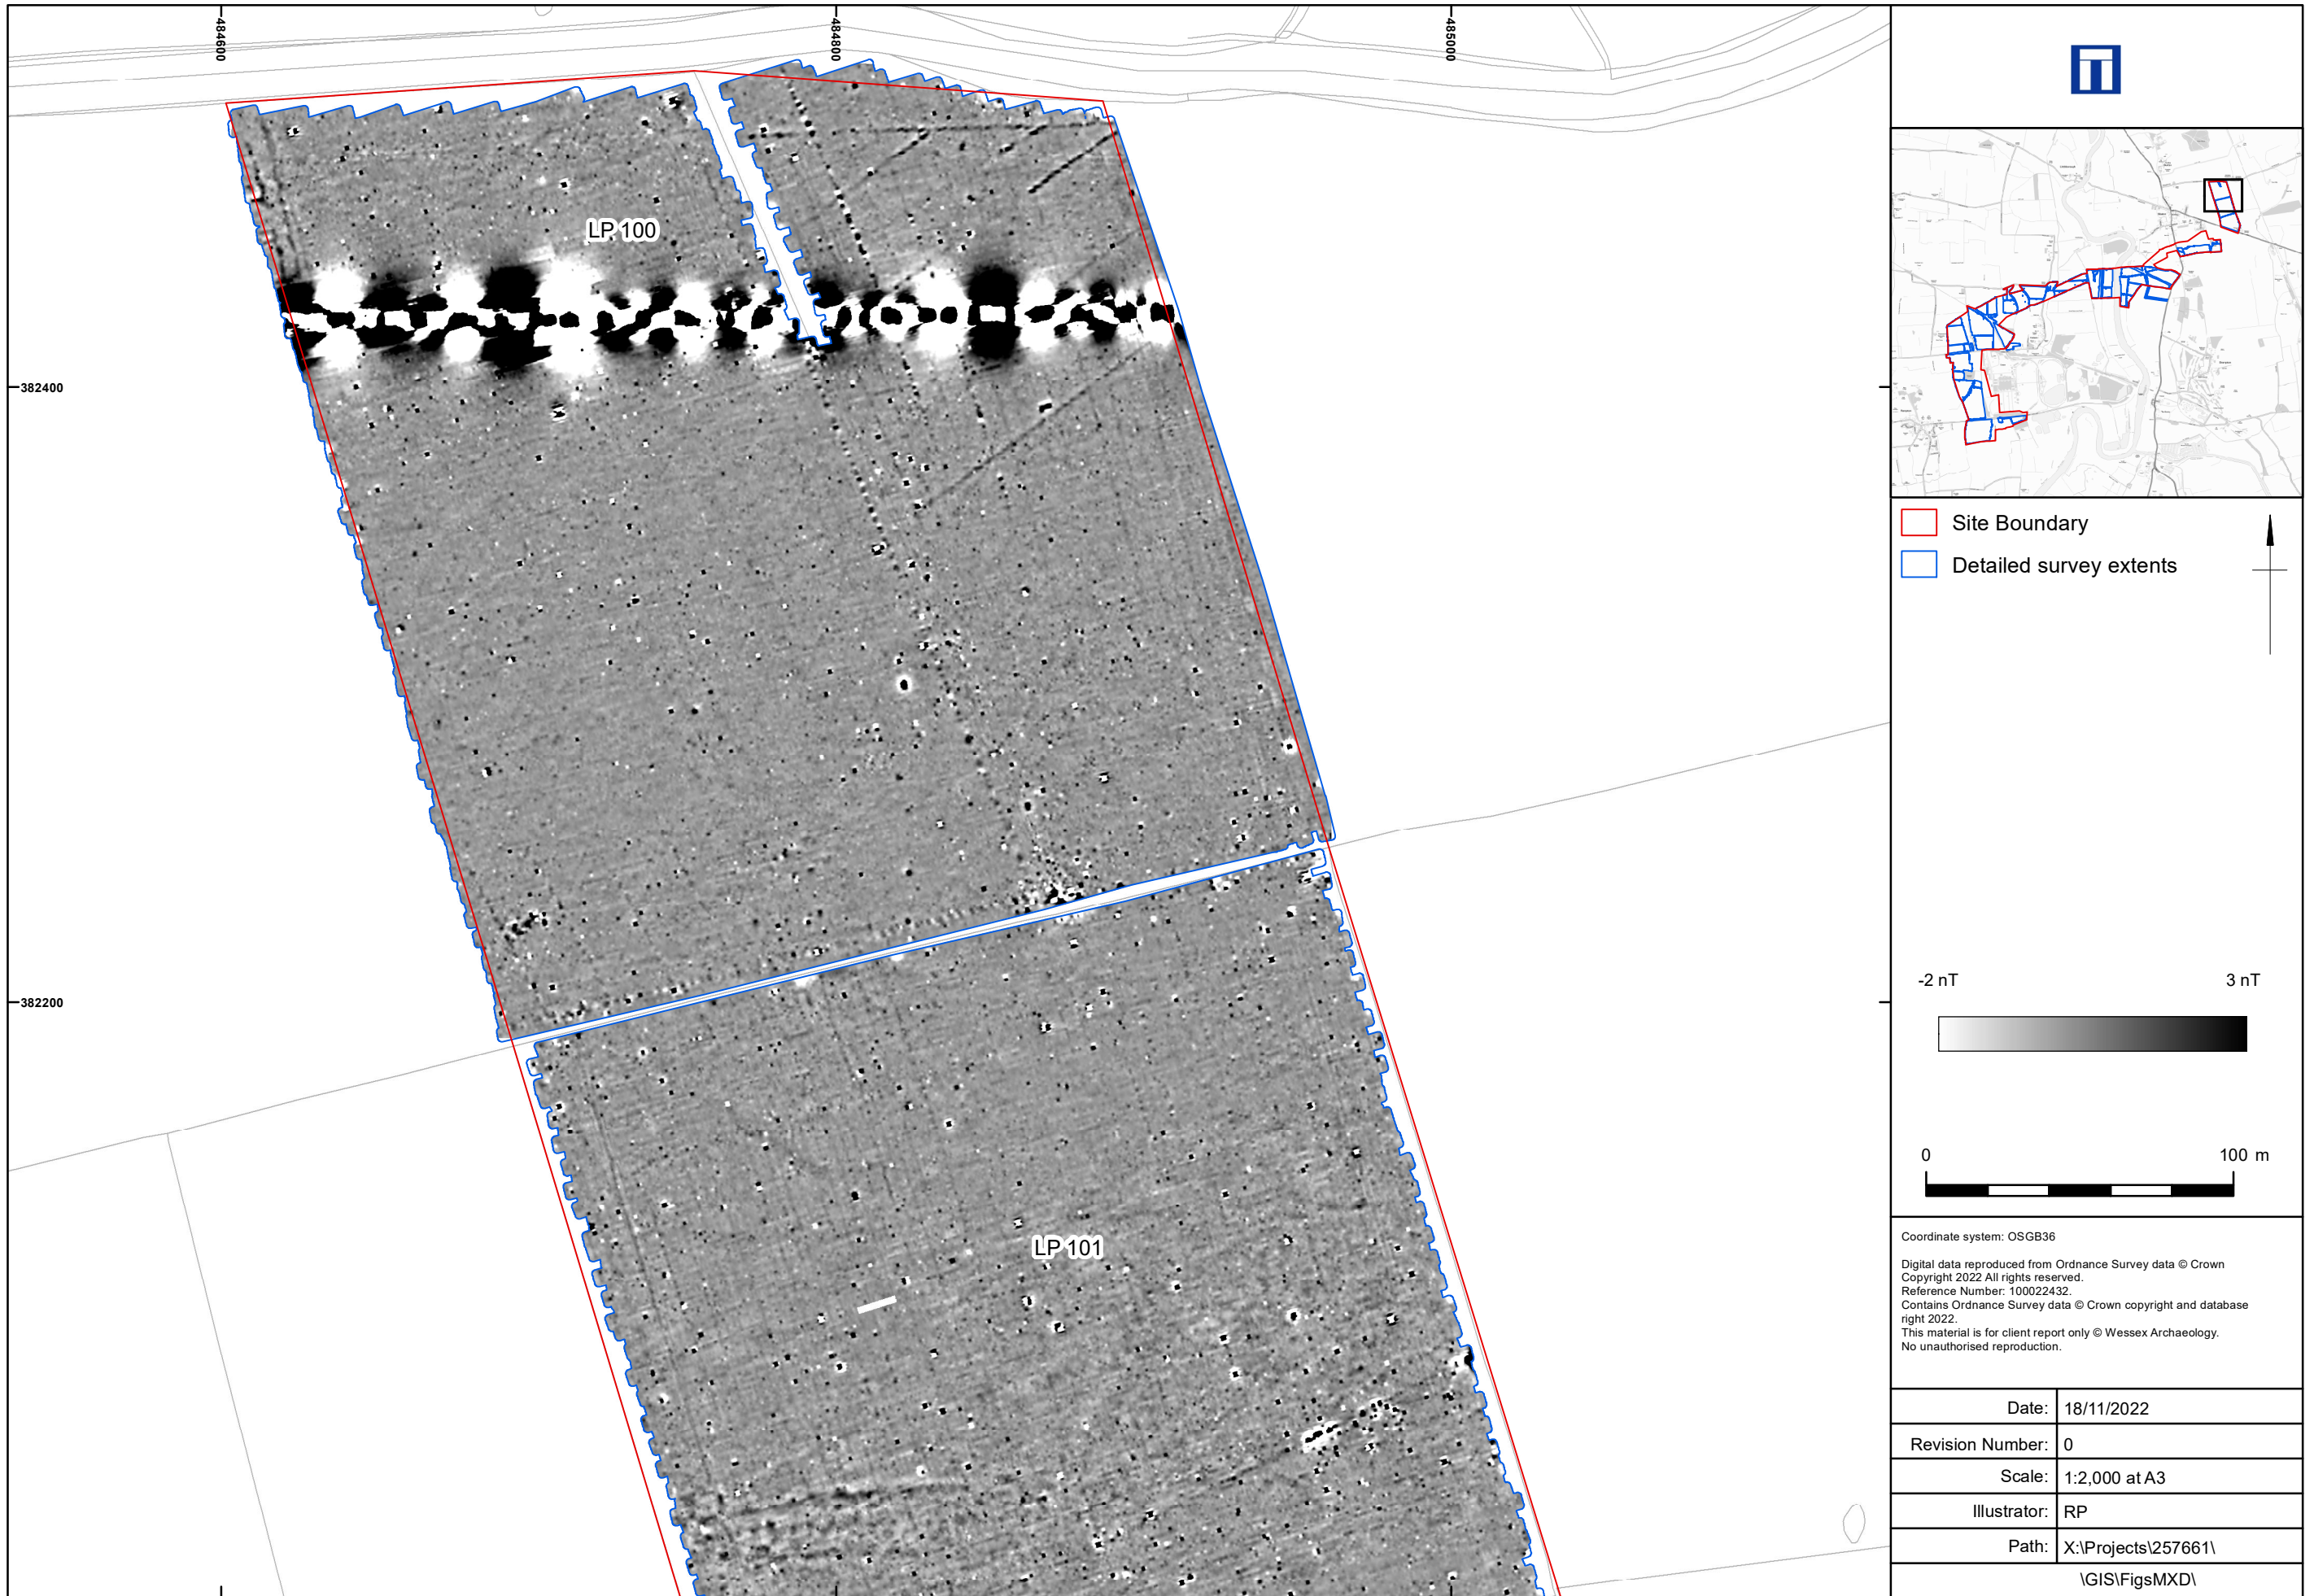 484600
484800
485000
LP 100
382400
382200
LP 101
Site Boundary
Detailed survey extents
-2 nT
3 nT
0
100 m
Coordinate system: OSGB36
Digital data reproduced from Ordnance Survey data © Crown
Copyright 2022 All rights reserved.
Reference Number: 100022432.
Contains Ordnance Survey data © Crown copyright and database
right 2022.
This material is for client report only © Wessex Archaeology.
No unauthorised reproduction.
Date: 18/11/2022
Revision Number: 0
Scale: 1:2,000 at A3
Illustrator: RP
Path: X:\Projects\257661\
\GIS\FigsMXD\